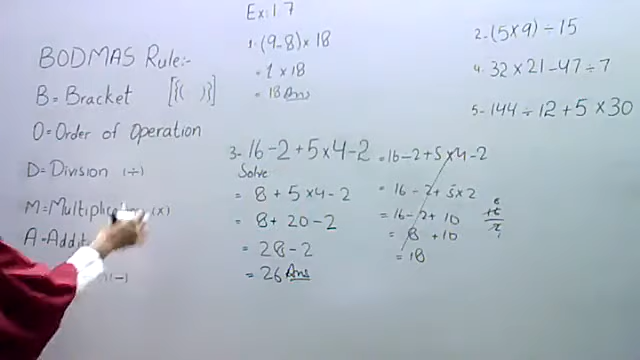 Ex: 1 7
BODMAS Rule:-
B = Bracket [{( )}]
O = Order of Operation
D = Division (÷)
M = Multiplic (×)
A = Addit
(-)
1. (9-8) × 18
= 1 × 18
= 18 Ans
2. (5×9) ÷ 15
4. 32 × 21 - 47 ÷ 7
5. 144 ÷ 12 + 5 × 30
3. 16 - 2 + 5 × 4 - 2
Solve
= 8 + 5 × 4 - 2
= 8 + 20 - 2
= 28 - 2
= 26 Ans
= 16 - 2 + 5 × 4 - 2
= 16 - 2 + 5 × 2
= 16 - 2 + 10
= 8 + 10
= 18